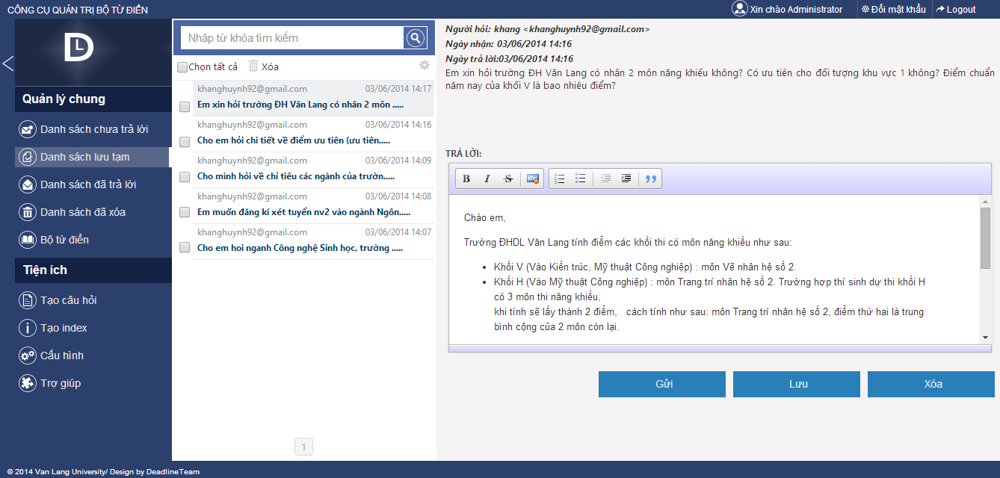 CÔNG CỤ QUẢN TRỊ BỘ TỪ ĐIỂN
Xin chào Administrator
Đổi mật khẩu
Logout
DL
Quản lý chung
Danh sách chưa trả lời
Danh sách lưu tạm
Danh sách đã trả lời
Danh sách đã xóa
Bộ từ điển
Tiện ích
Tạo câu hỏi
Tạo index
Cấu hình
Trợ giúp
Nhập từ khóa tìm kiếm
Chọn tất cả
Xóa
khanghuynh92@gmail.com 03/06/2014 14:17
Em xin hỏi trường ĐH Văn Lang có nhân 2 môn .....
khanghuynh92@gmail.com 03/06/2014 14:16
Cho em hỏi chi tiết về điểm ưu tiên (ưu tiên.....
khanghuynh92@gmail.com 03/06/2014 14:09
Cho mình hỏi về chỉ tiêu các ngành của trườn.....
khanghuynh92@gmail.com 03/06/2014 14:08
Em muốn đăng kí xét tuyển nv2 vào ngành Ngôn.....
khanghuynh92@gmail.com 03/06/2014 14:07
Cho em hoi nganh Công nghệ Sinh học, trường .....
1
Người hỏi: khang <khanghuynh92@gmail.com>
Ngày nhận: 03/06/2014 14:16
Ngày trả lời:03/06/2014 14:16
Em xin hỏi trường ĐH Văn Lang có nhân 2 môn năng khiếu không? Có ưu tiên cho đối tượng khu vực 1 không? Điểm chuẩn
năm nay của khối V là bao nhiêu điểm?
TRẢ LỜI:
B I S HTML
Chào em,
Trường ĐHDL Văn Lang tính điểm các khối thi có môn năng khiếu như sau:
• Khối V (Vào Kiến trúc, Mỹ thuật Công nghiệp) : môn Vẽ nhân hệ số 2.
• Khối H (Vào Mỹ thuật Công nghiệp) : môn Trang trí nhân hệ số 2. Trường hợp thí sinh dự thi khối H
có 3 môn thi năng khiếu,
khi tính sẽ lấy thành 2 điểm, cách tính như sau: môn Trang trí nhân hệ số 2, điểm thứ hai là trung
bình cộng của 2 môn còn lại.
Gửi
Lưu
Xóa
© 2014 Van Lang University/ Design by DeadlineTeam